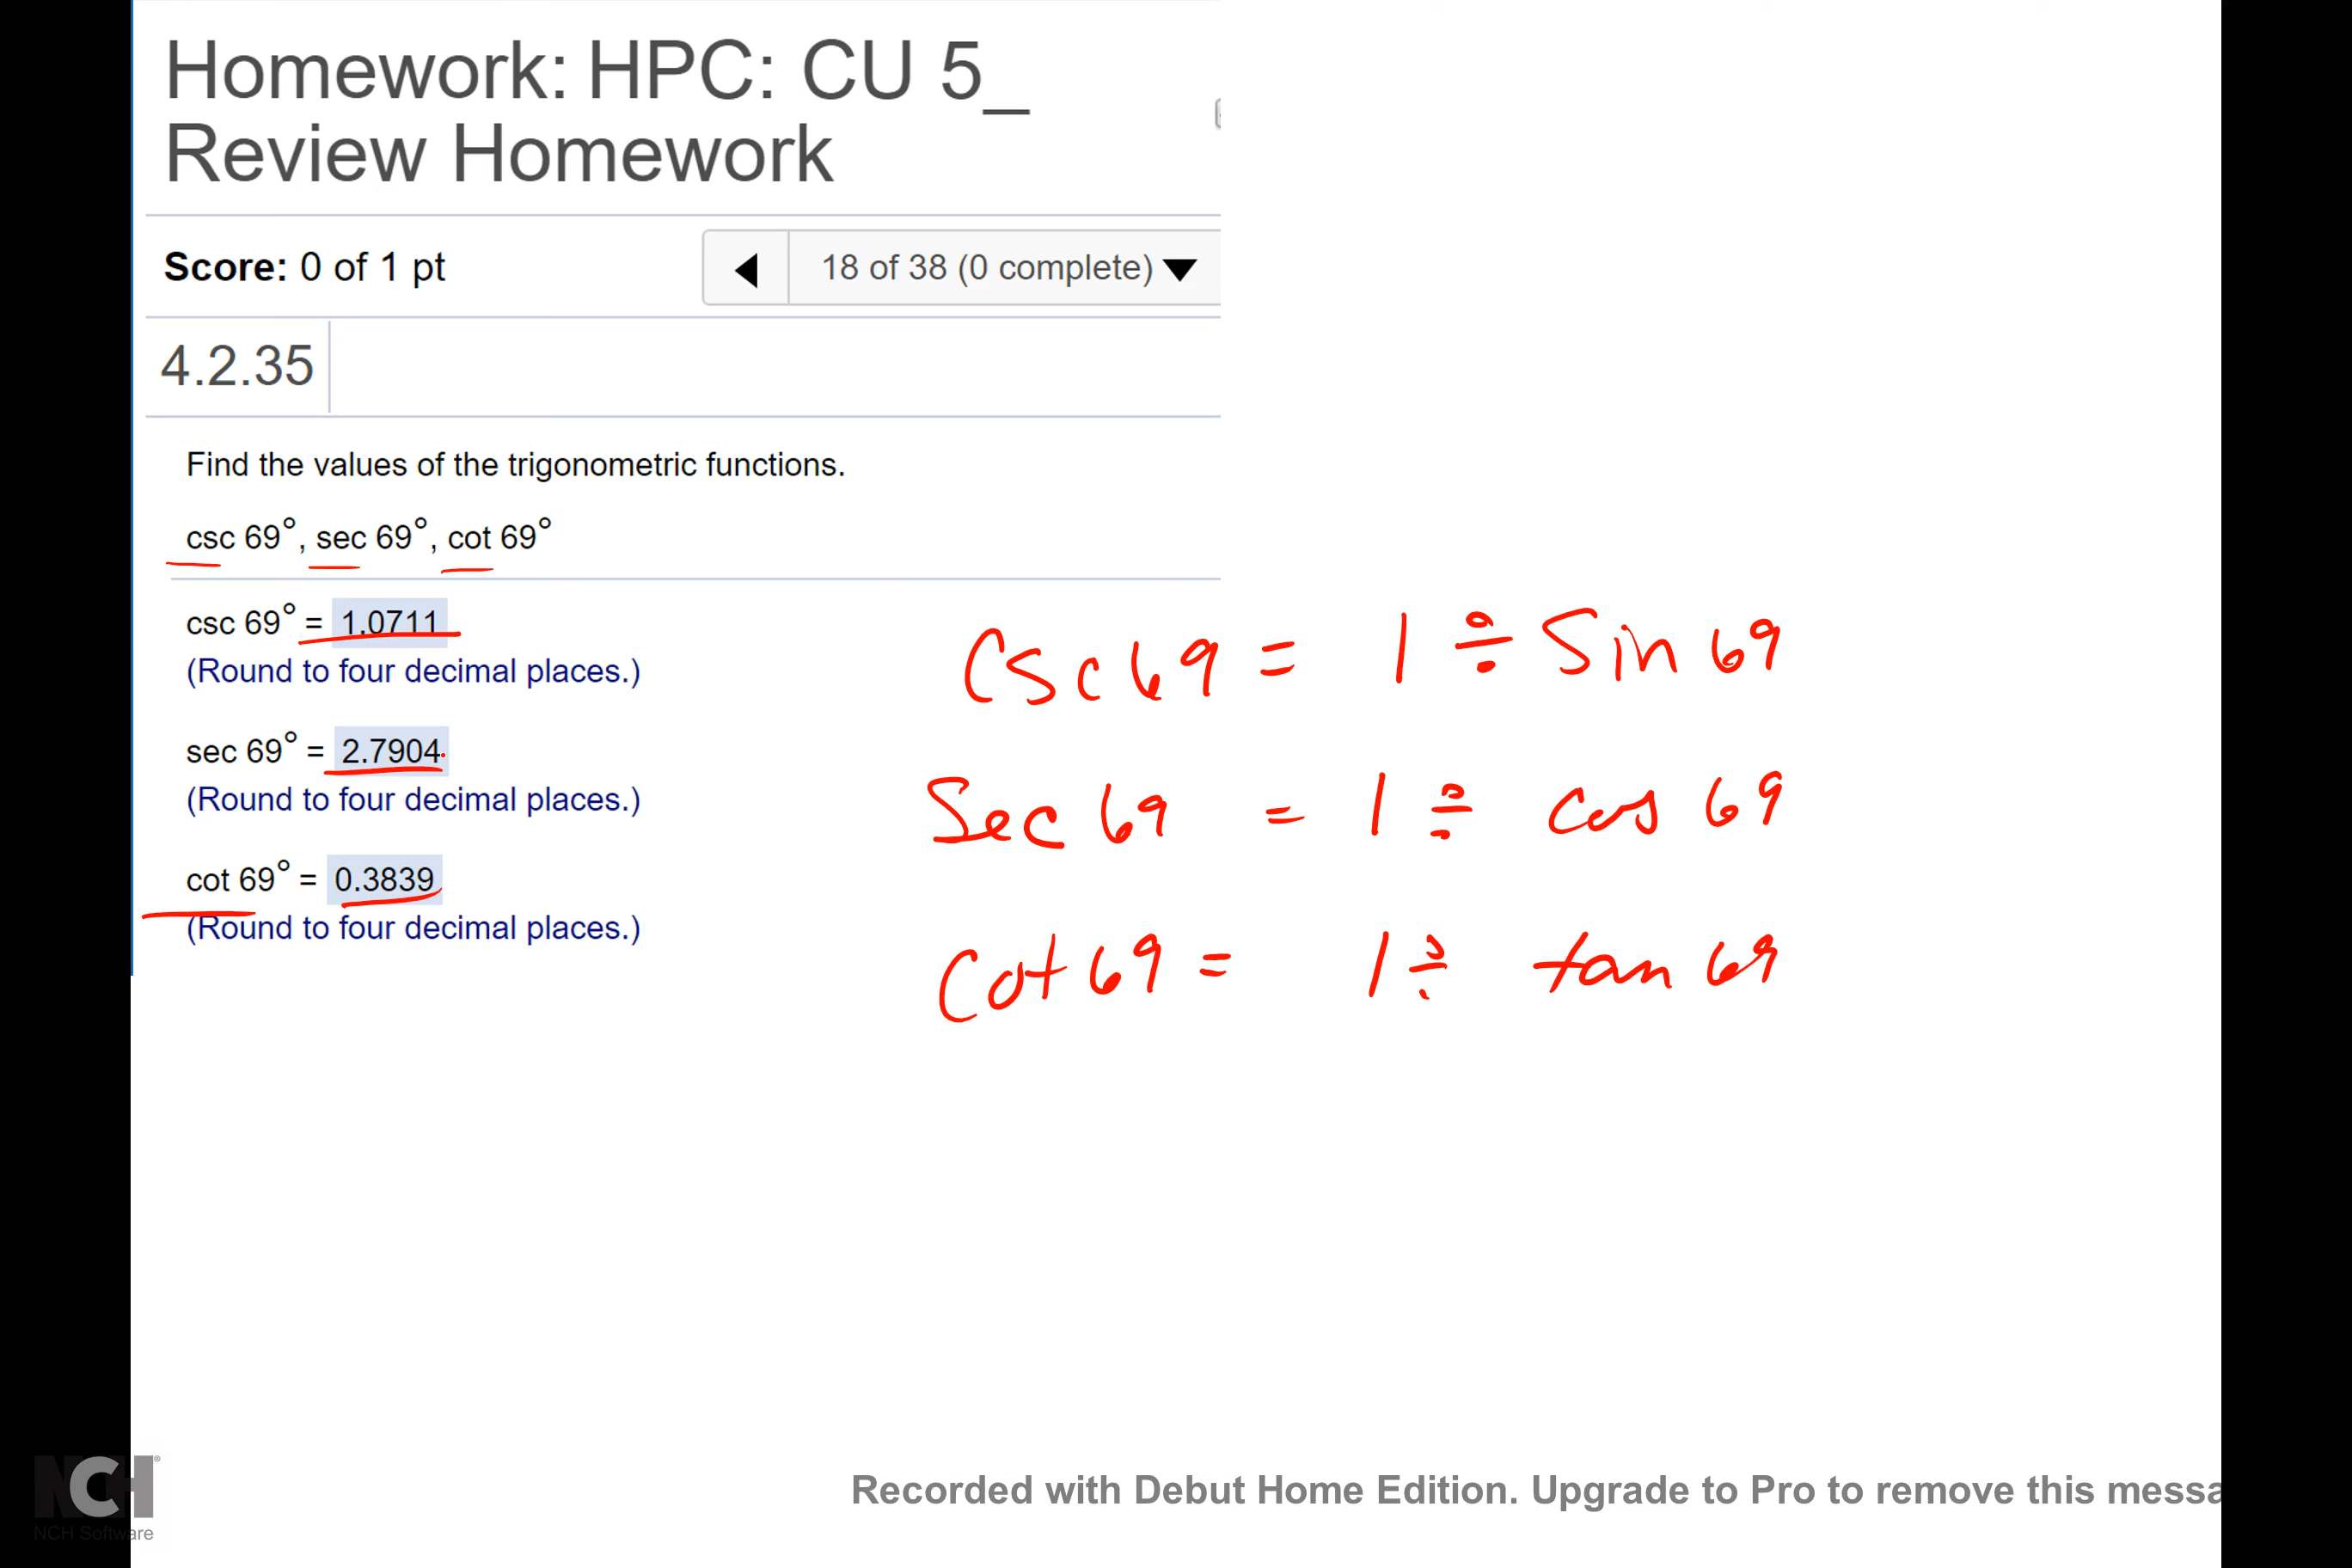 Homework: HPC: CU 5_
Review Homework
Score: 0 of 1 pt
18 of 38 (0 complete)
4.2.35
Find the values of the trigonometric functions.
csc 69°, sec 69°, cot 69°
csc 69° = 1.0711
(Round to four decimal places.)
sec 69° = 2.7904
(Round to four decimal places.)
cot 69° = 0.3839
(Round to four decimal places.)
Csc 69 = 1 ÷ Sin 69
Sec 69 = 1 ÷ cos 69
Cot 69 = 1 ÷ tan 69
NCH®
NCH Software
Recorded with Debut Home Edition. Upgrade to Pro to remove this messa